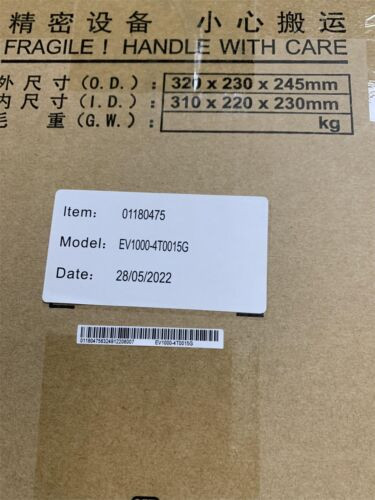 精密设备 小心搬运
FRAGILE! HANDLE WITH CARE
外尺寸(O.D.): 320 x 230 x 245mm
内尺寸(I.D.): 310 x 220 x 230mm
毛 重(G.W.): kg
Item: 01180475
Model: EV1000-4T0015G
Date: 28/05/2022
EV1000-4T0015G